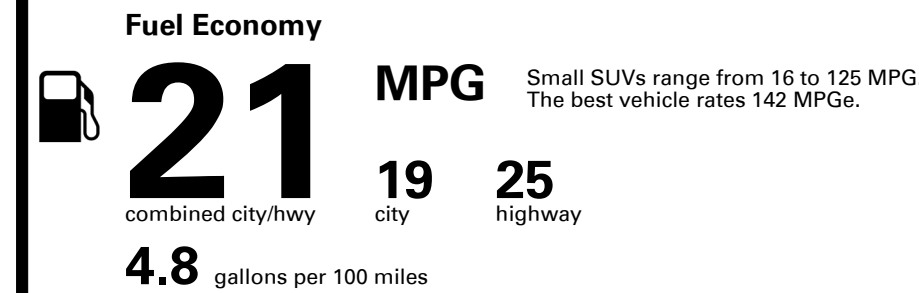 Fuel Economy
21 MPG
Small SUVs range from 16 to 125 MPG
The best vehicle rates 142 MPGe.
19 25
combined city/hwy city highway
4.8 gallons per 100 miles